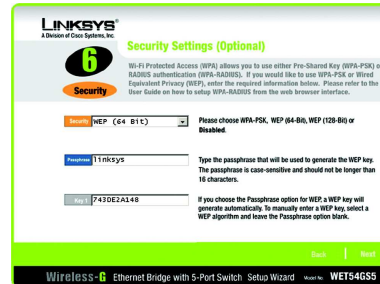 LINKSYS®
A Division of Cisco Systems, Inc.
6
Security
Security Settings (Optional)
Wi-Fi Protected Access (WPA) allows you to use either Pre-Shared Key (WPA-PSK) o
RADIUS authentication (WPA-RADIUS). If you would like to use WPA-PSK or Wired
Equivalent Privacy (WEP), enter the required information below. Please refer to the
User Guide on how to setup WPA-RADIUS from the web browser interface.
Security WEP (64 Bit)
Please choose WPA-PSK, WEP (64-Bit), WEP (128-Bit) or
Disabled.
Passphrase linksys
Type the passphrase that will be used to generate the WEP key.
The passphrase is case-sensitive and should not be longer than
16 characters.
Key 1 743DE2A148
If you choose the Passphrase option for WEP, a WEP key will
generate automatically. To manually enter a WEP key, select a
WEP algorithm and leave the Passphrase option blank.
Back Next
Wireless-G Ethernet Bridge with 5-Port Switch Setup Wizard Model No. WET54GS5